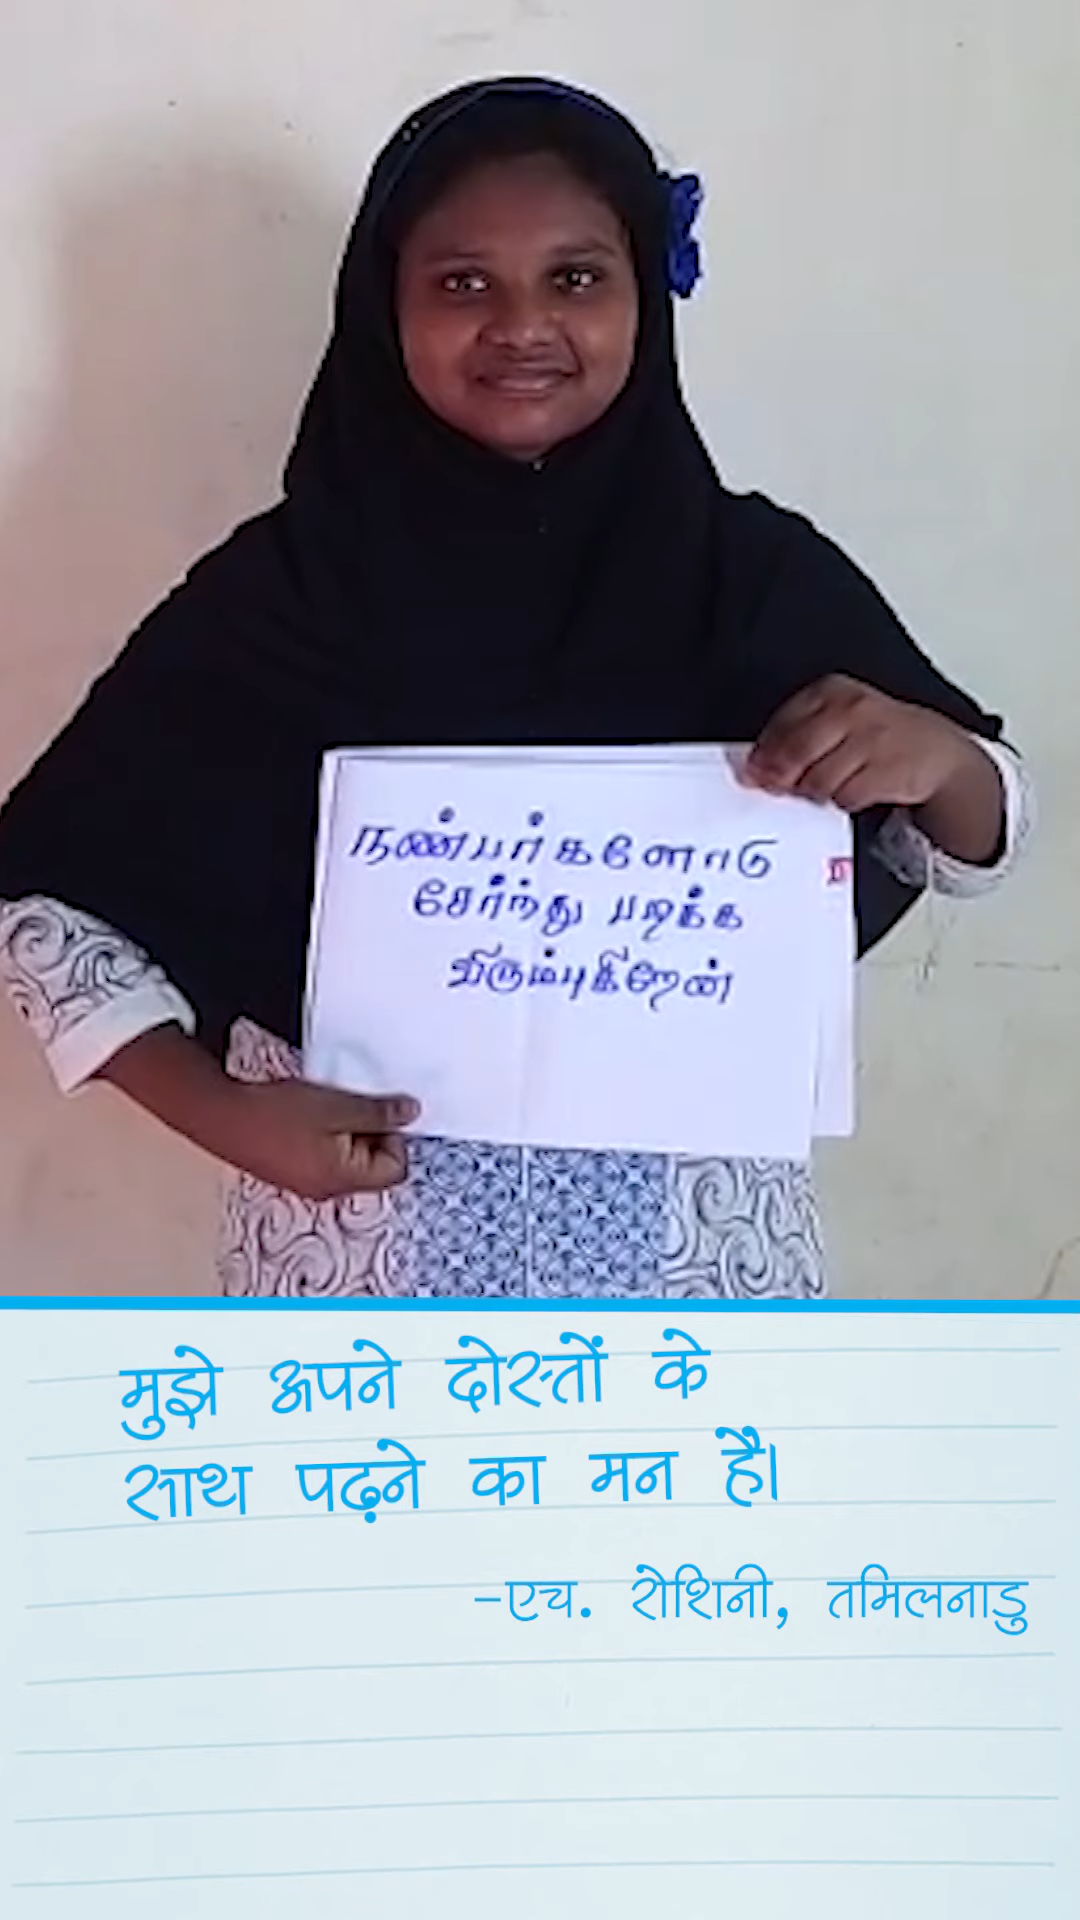 நண்பர்களோடு
சேர்ந்து படிக்க
விரும்புகிறேன்
मुझे अपने दोस्तों के
साथ पढ़ने का मन है।
-एच. रोशिनी, तमिलनाडु